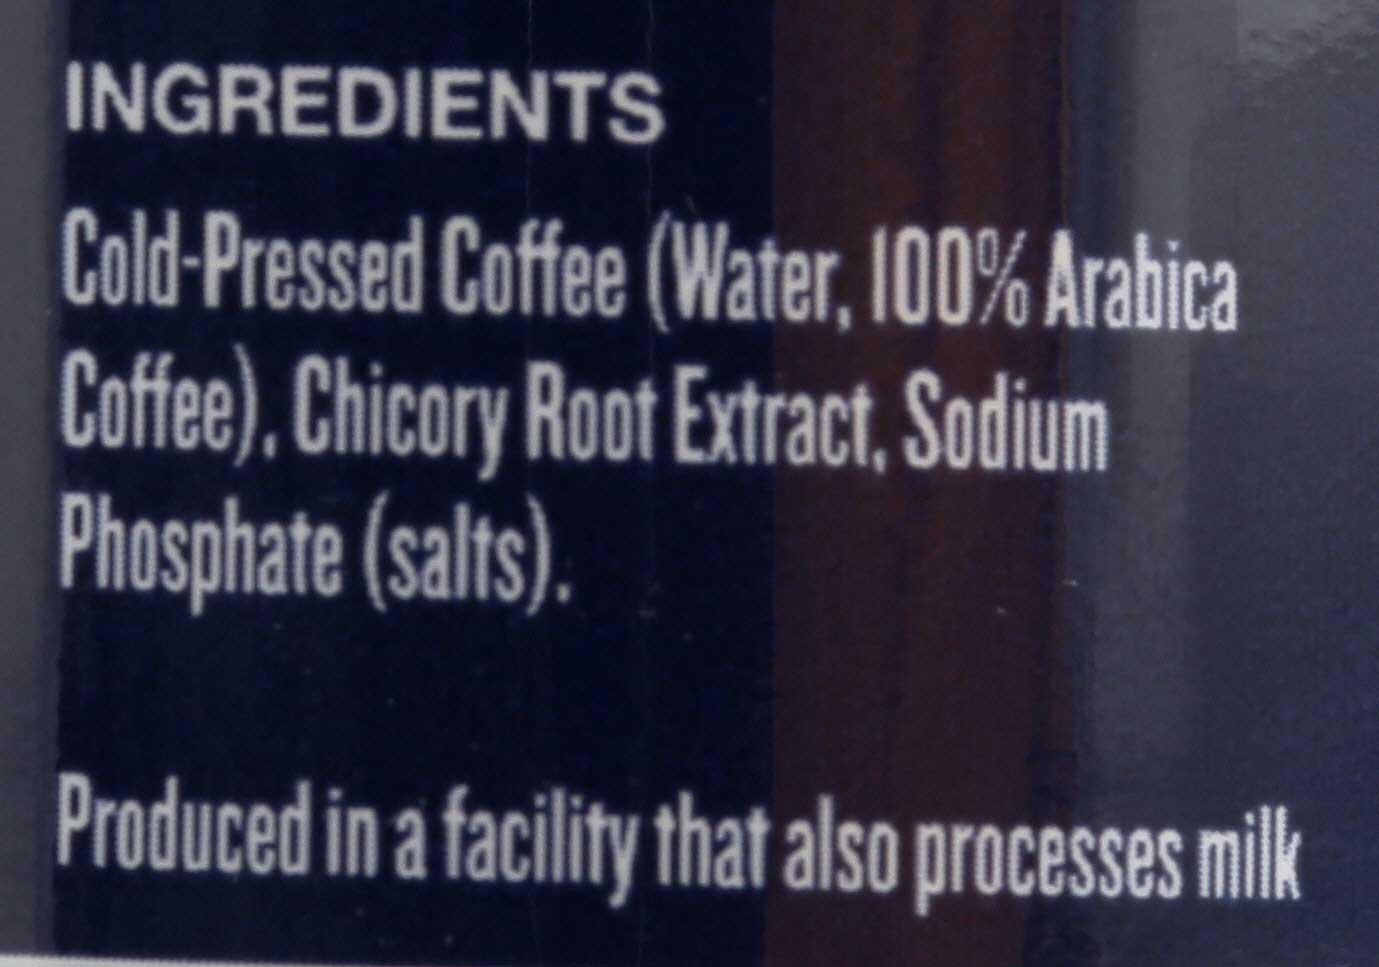 INGREDIENTS
Cold-Pressed Coffee (Water, 100% Arabica
Coffee), Chicory Root Extract, Sodium
Phosphate (salts).
Produced in a facility that also processes milk